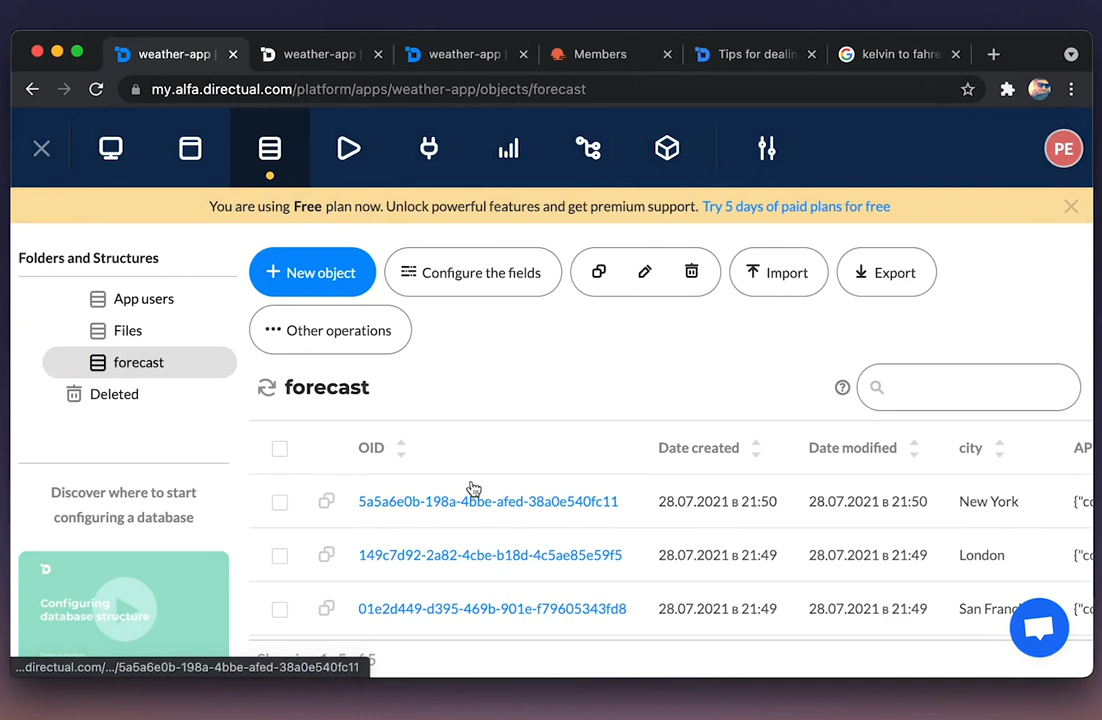 weather-app
weather-app
weather-app
Members
Tips for dealin
kelvin to fahre
my.alfa.directual.com/platform/apps/weather-app/objects/forecast
PE
You are using Free plan now. Unlock powerful features and get premium support. Try 5 days of paid plans for free
Folders and Structures
App users
Files
forecast
Deleted
Discover where to start
configuring a database
Configuring
database structure
+ New object
Configure the fields
Import
Export
Other operations
forecast
OID Date created Date modified city AP
5a5a6e0b-198a-4bbe-afed-38a0e540fc11 28.07.2021 в 21:50 28.07.2021 в 21:50 New York {"co
149c7d92-2a82-4cbe-b18d-4c5ae85e59f5 28.07.2021 в 21:49 28.07.2021 в 21:49 London {"co
01e2d449-d395-469b-901e-f79605343fd8 28.07.2021 в 21:49 28.07.2021 в 21:49 San Franc {"co
...directual.com/.../5a5a6e0b-198a-4bbe-afed-38a0e540fc11